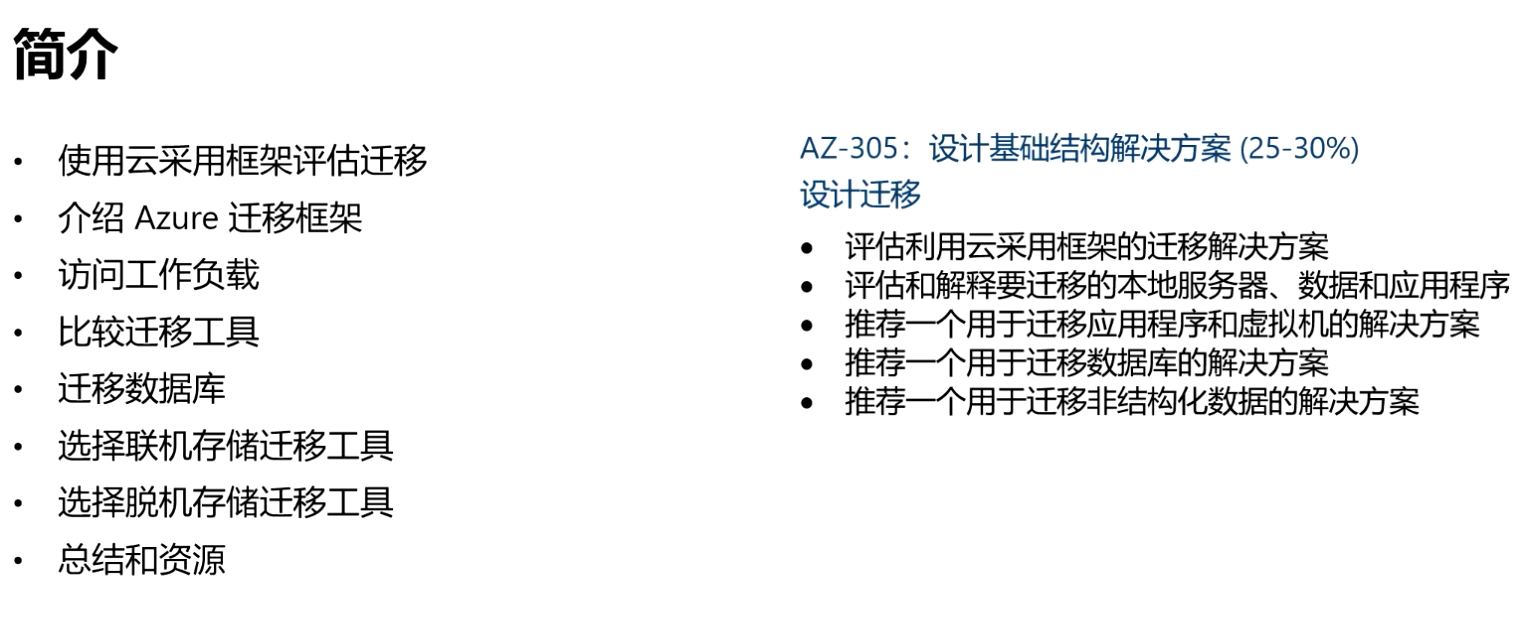 简介
• 使用云采用框架评估迁移
• 介绍 Azure 迁移框架
• 访问工作负载
• 比较迁移工具
• 迁移数据库
• 选择联机存储迁移工具
• 选择脱机存储迁移工具
• 总结和资源
AZ-305：设计基础结构解决方案 (25-30%)
设计迁移
• 评估利用云采用框架的迁移解决方案
• 评估和解释要迁移的本地服务器、数据和应用程序
• 推荐一个用于迁移应用程序和虚拟机的解决方案
• 推荐一个用于迁移数据库的解决方案
• 推荐一个用于迁移非结构化数据的解决方案